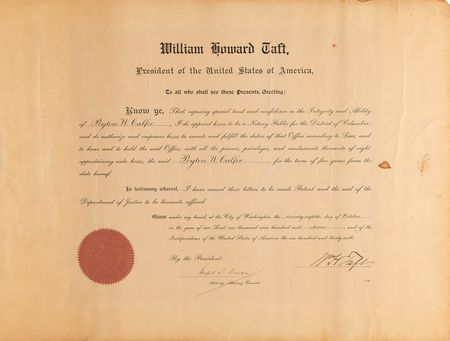 William Howard Taft,
President of the United States of America,
To all who shall see these Presents, Greeting:
Know ye, That, reposing special trust and confidence in the Integrity and Ability
of Peyton W. Calfee I do appoint him to be a Notary Public for the District of Columbia;
and do authorize and empower him to execute and fulfill the duties of that Office according to Law, and
to have and to hold the said Office, with all the powers, privileges, and emoluments thereunto of right
appertaining unto him, the said Peyton W. Calfee for the term of five years from the
date hereof.
In testimony whereof, I have caused these letters to be made Patent and the seal of the
Department of Justice to be hereunto affixed.
Given under my hand at the City of Washington, the twenty-eighth day of October
in the year of our Lord one thousand nine hundred and eleven and of the
Independence of the United States of America the one hundred and thirty-sixth.
By the President: Wm H Taft
Attorney General.